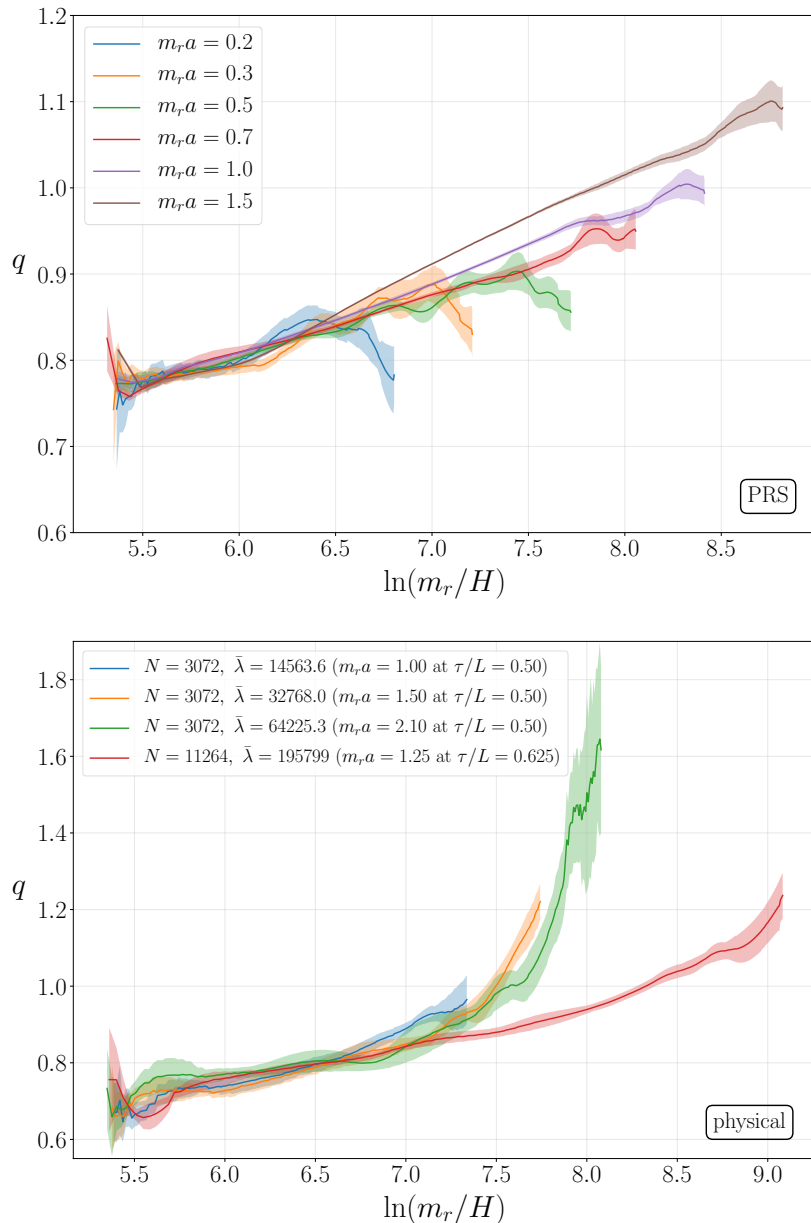 1.2
1.1
1.0
0.9
0.8
0.7
0.6
q
m_r a = 0.2
m_r a = 0.3
m_r a = 0.5
m_r a = 0.7
m_r a = 1.0
m_r a = 1.5
PRS
5.5 6.0 6.5 7.0 7.5 8.0 8.5
ln(m_r/H)
1.8
1.6
1.4
1.2
1.0
0.8
0.6
q
N = 3072, λ̄ = 14563.6 (m_r a = 1.00 at τ/L = 0.50)
N = 3072, λ̄ = 32768.0 (m_r a = 1.50 at τ/L = 0.50)
N = 3072, λ̄ = 64225.3 (m_r a = 2.10 at τ/L = 0.50)
N = 11264, λ̄ = 195799 (m_r a = 1.25 at τ/L = 0.625)
physical
5.5 6.0 6.5 7.0 7.5 8.0 8.5 9.0
ln(m_r/H)